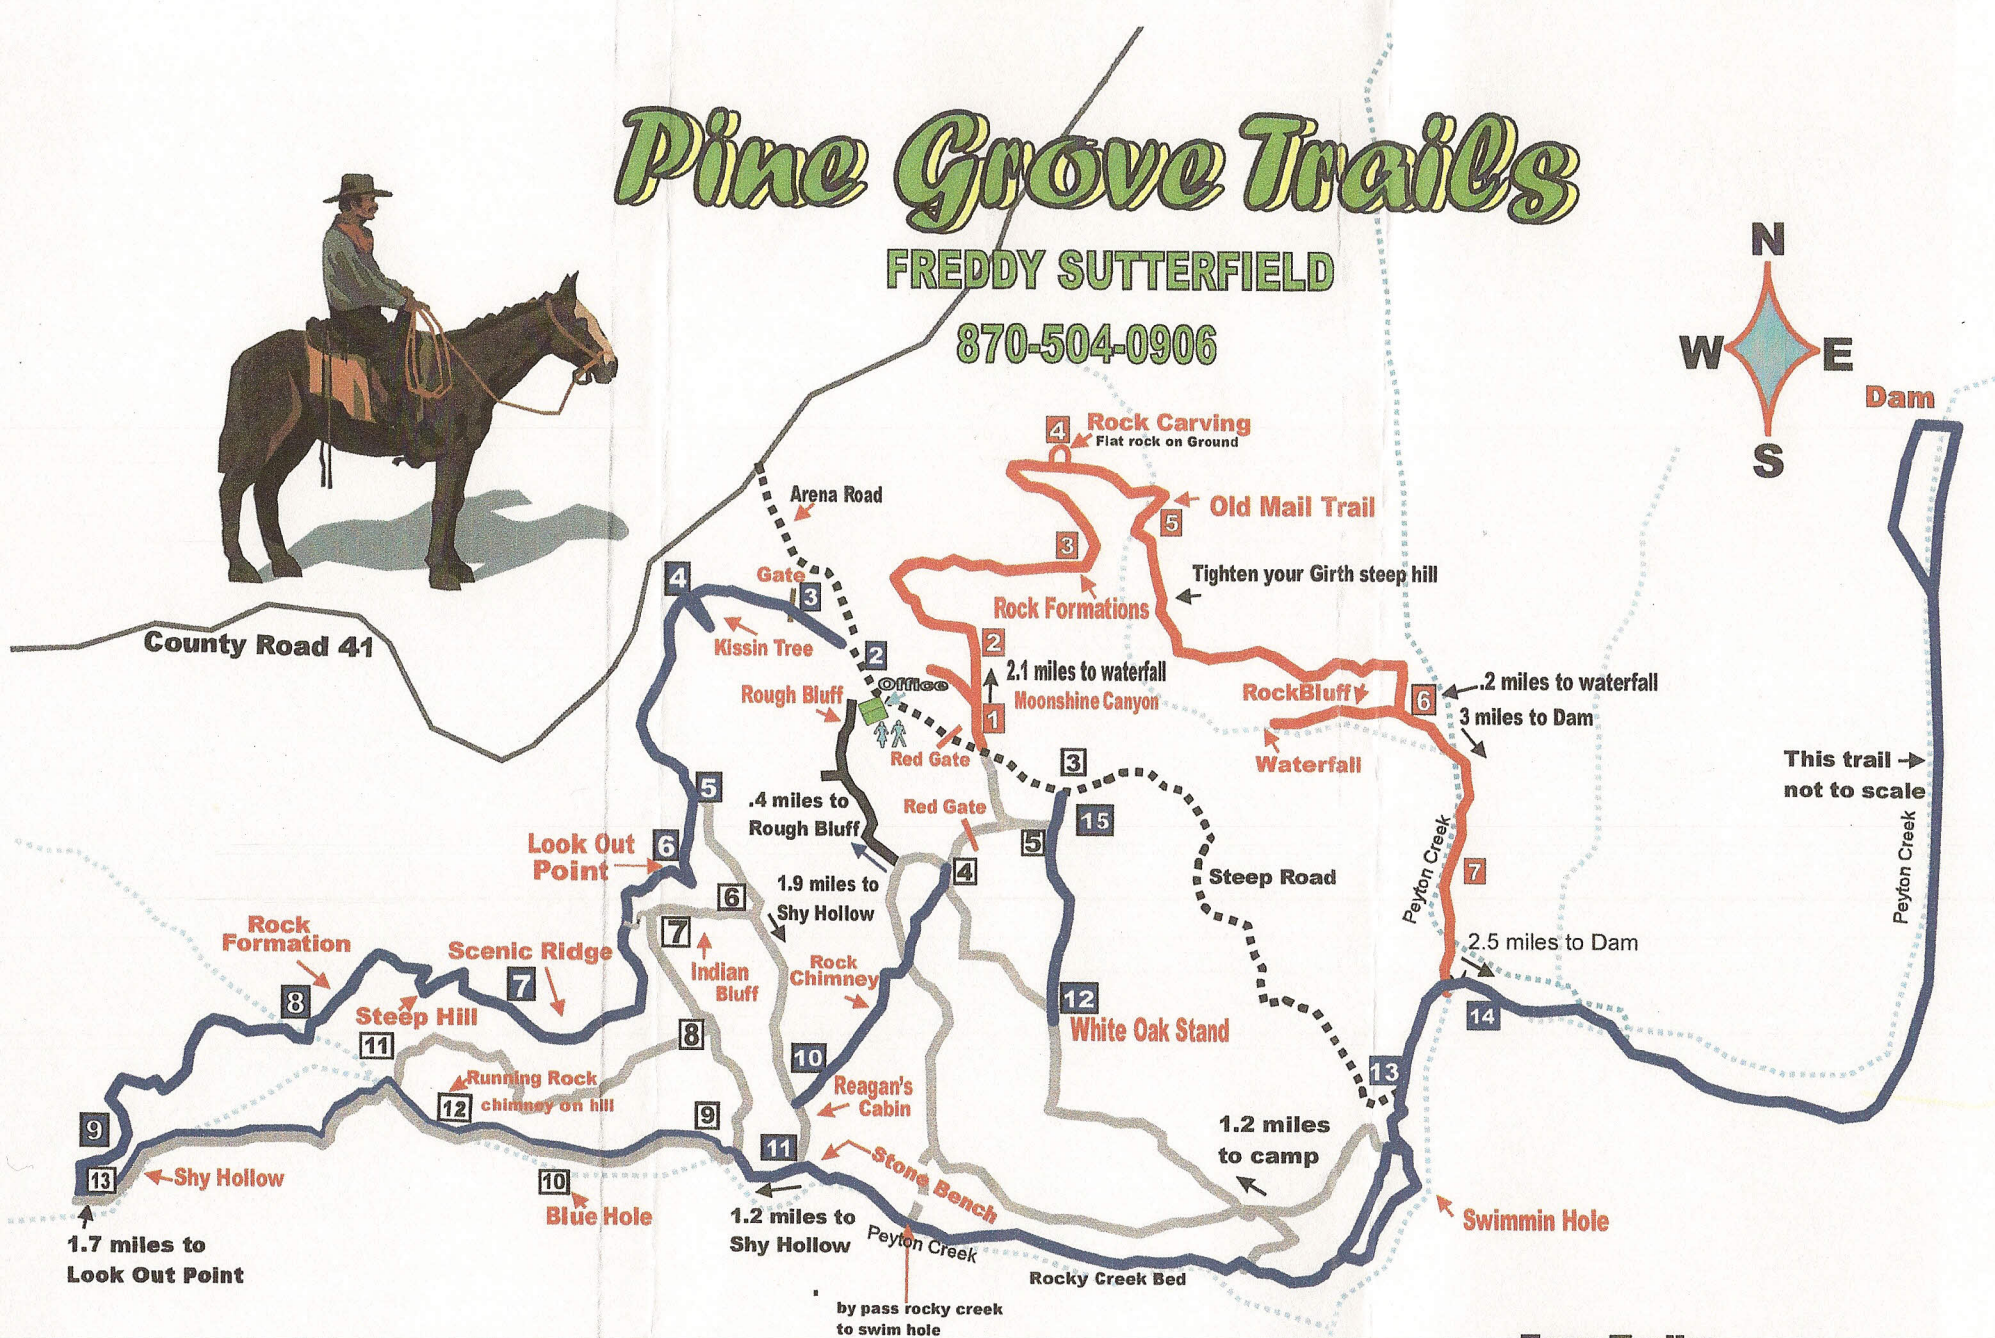 Pine Grove Trails
FREDDY SUTTERFIELD
870-504-0906
N
W E
S
Dam
4 Rock Carving
Flat rock on Ground
Arena Road
Old Mail Trail
5
3
Tighten your Girth steep hill
4
Gate
3
Rock Formations
County Road 41
Kissin Tree
2
2
2.1 miles to waterfall
Office
Moonshine Canyon
1
Rough Bluff
RockBluff
6
.2 miles to waterfall
3 miles to Dam
Red Gate
3
Waterfall
This trail
not to scale
5
.4 miles to
Rough Bluff
Red Gate
15
5
Look Out
Point
6
4
Peyton Creek
7
Peyton Creek
Steep Road
1.9 miles to
Shy Hollow
6
7
Rock
Formation
Scenic Ridge
7
2.5 miles to Dam
Indian
Bluff
Rock
Chimney
8
12
White Oak Stand
14
Steep Hill
11
8
10
13
Running Rock
chimney on hill
12
Reagan's
Cabin
9
9
1.2 miles
to camp
11
Stone Bench
13
Shy Hollow
10
Blue Hole
Swimmin Hole
1.2 miles to
Shy Hollow
Peyton Creek
1.7 miles to
Look Out Point
Rocky Creek Bed
by pass rocky creek
to swim hole